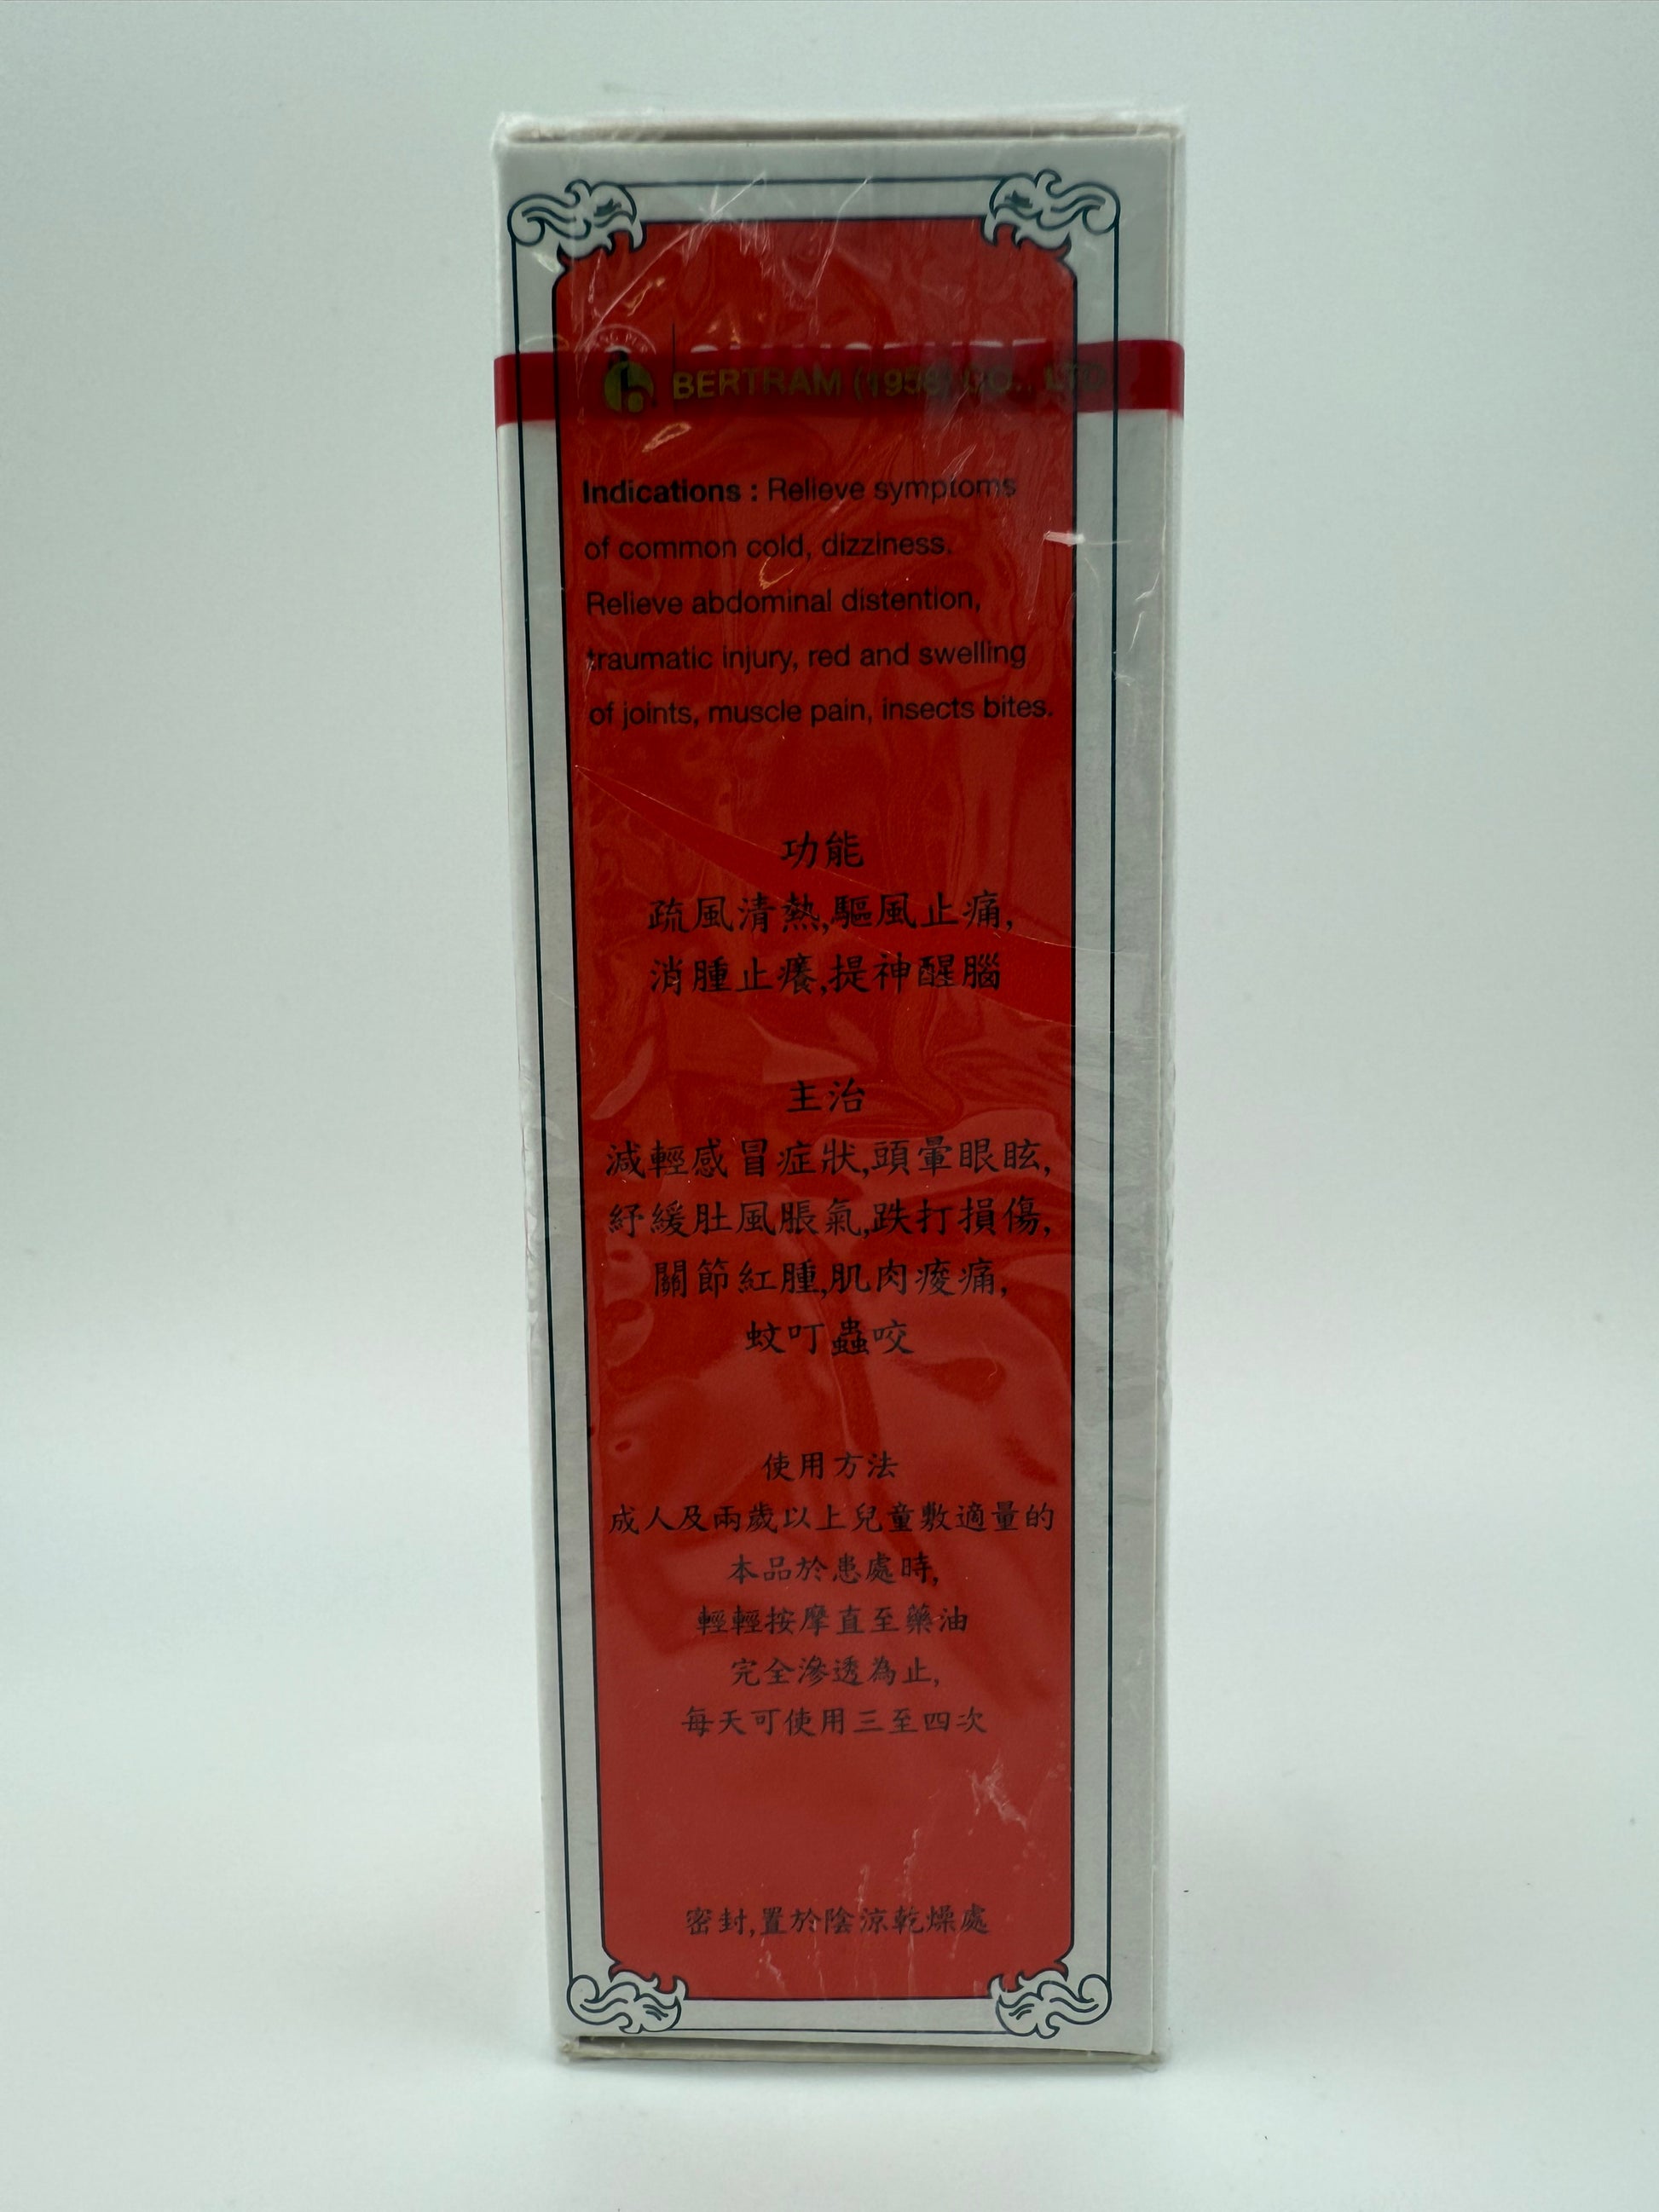 BERTRAM (1958) CO., LTD.
Indications : Relieve symptoms
of common cold, dizziness.
Relieve abdominal distention,
traumatic injury, red and swelling
of joints, muscle pain, insects bites.
功能
疏風清熱,驅風止痛,
消腫止癢,提神醒腦
主治
減輕感冒症狀,頭暈眼眩,
紓緩肚風脹氣,跌打損傷,
關節紅腫,肌肉痠痛,
蚊叮蟲咬
使用方法
成人及兩歲以上兒童敷適量的
本品於患處時,
輕輕按摩直至藥油
完全滲透為止,
每天可使用三至四次
密封,置於陰涼乾燥處